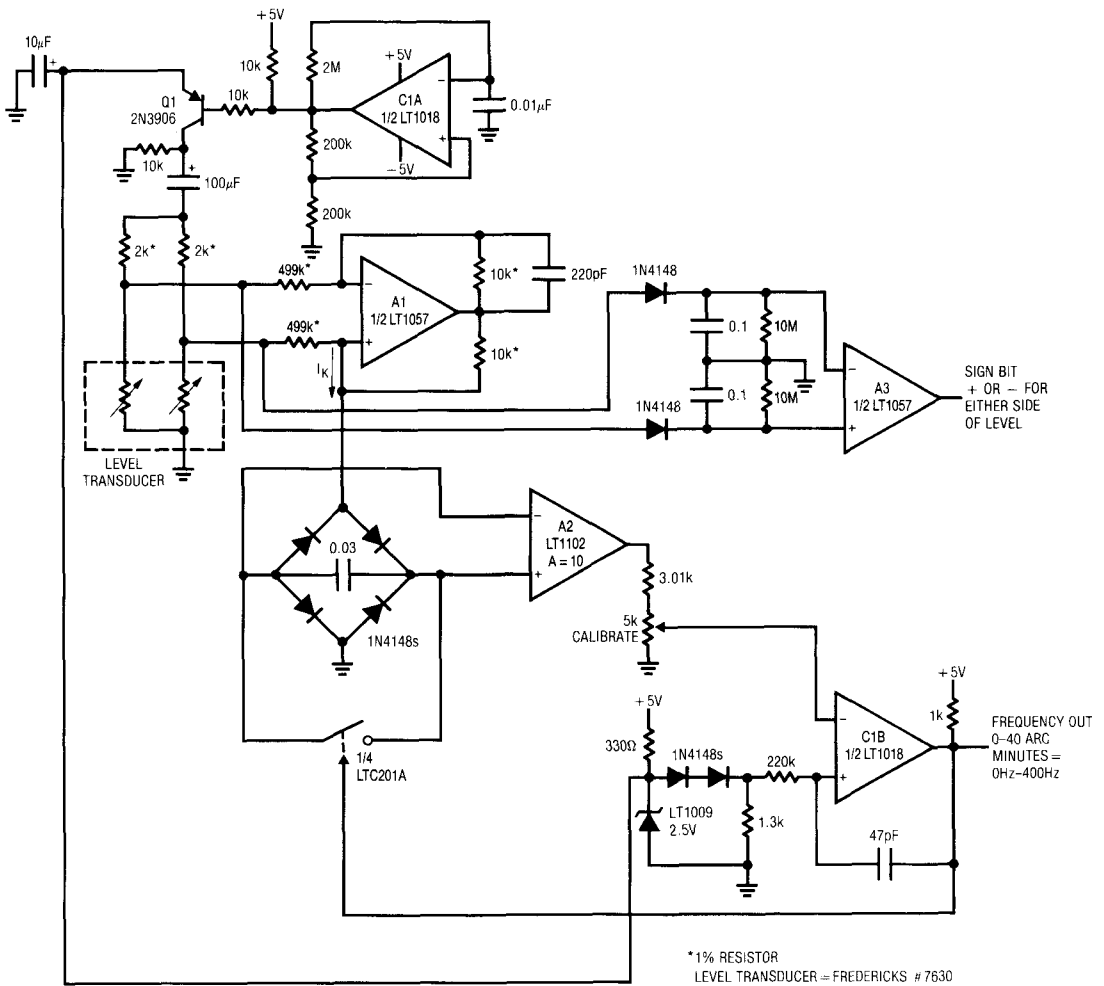 +5V
10µF
+
10k
2M
+5V
−
C1A
1/2 LT1018
+
−5V
0.01µF
Q1
2N3906
10k
10k
+
100µF
200k
200k
2k*
2k*
499k*
−
A1
1/2 LT1057
+
10k*
220pF
499k*
10k*
IK
1N4148
0.1
10M
0.1
10M
1N4148
−
A3
1/2 LT1057
+
SIGN BIT
+ OR − FOR
EITHER SIDE
OF LEVEL
LEVEL
TRANSDUCER
0.03
1N4148s
−
A2
LT1102
A = 10
+
3.01k
5k
CALIBRATE
1/4
LTC201A
+5V
330Ω
1N4148s
220k
LT1009
2.5V
1.3k
−
C1B
1/2 LT1018
+
47pF
+5V
1k
FREQUENCY OUT
0–40 ARC
MINUTES =
0Hz–400Hz
*1% RESISTOR
LEVEL TRANSDUCER = FREDERICKS #7630